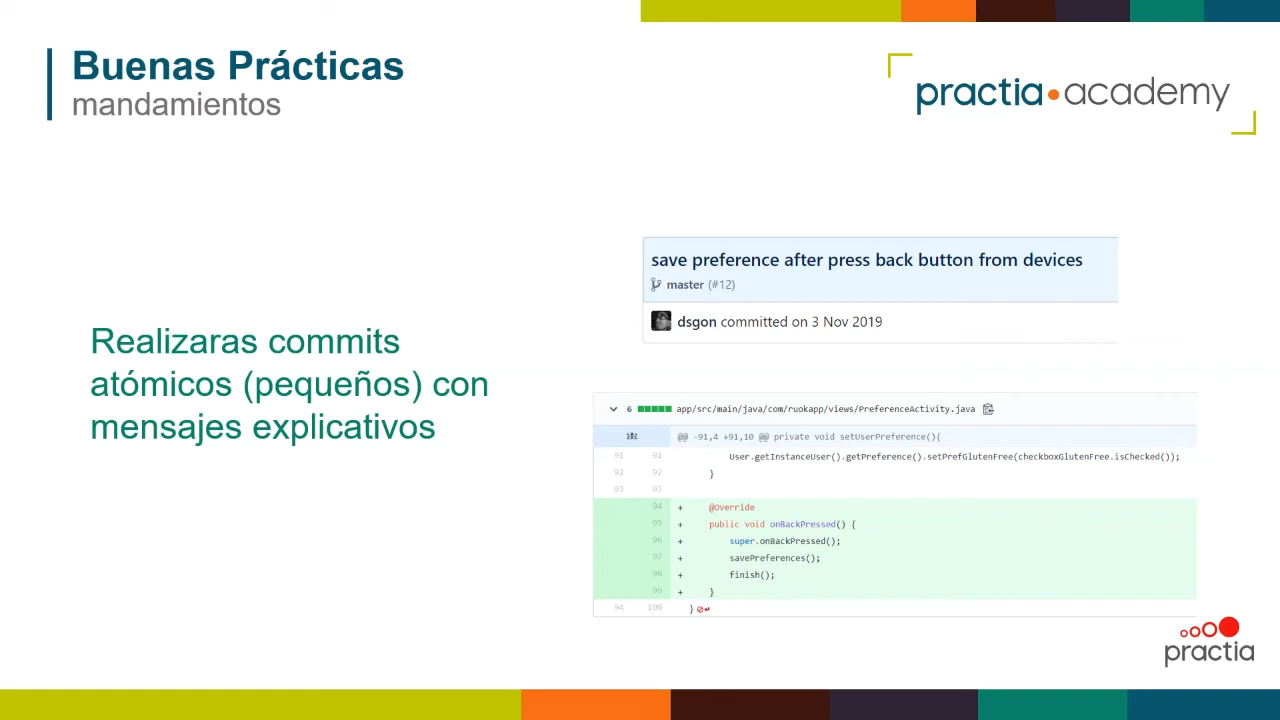 Buenas Prácticas
mandamientos
practia academy
Realizaras commits
atómicos (pequeños) con
mensajes explicativos
save preference after press back button from devices
master (#12)
dsgon committed on 3 Nov 2019
6 app/src/main/java/com/ruokapp/views/PreferenceActivity.java
@@ -91,4 +91,10 @@ private void setUserPreference(){
91 91 User.getInstanceUser().getPreference().setPrefGlutenFree(checkboxGlutenFree.isChecked());
92 92 }
93 93
94 + @Override
95 + public void onBackPressed() {
96 + super.onBackPressed();
97 + savePreferences();
98 + finish();
99 + }
94 100 }
practia